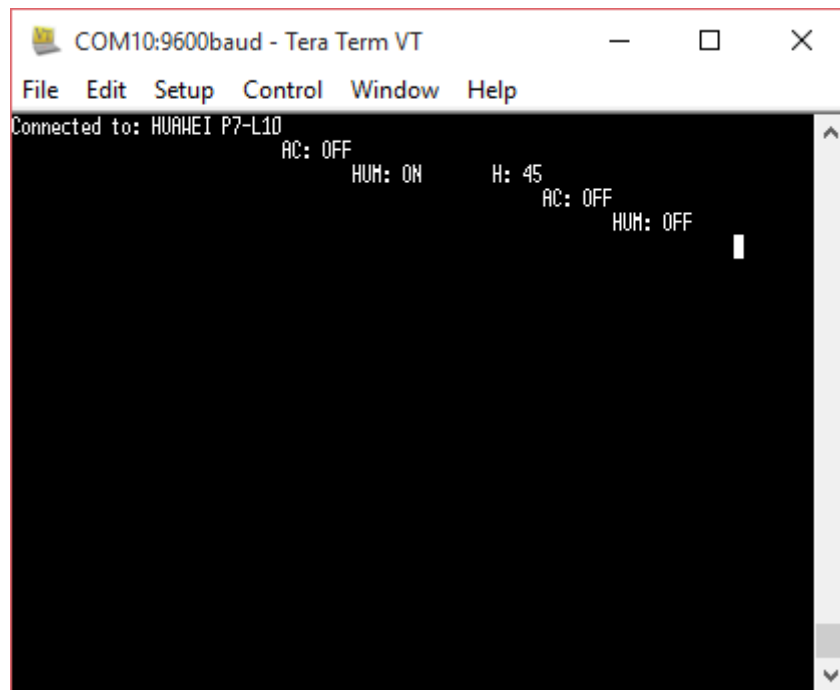 COM10:9600baud - Tera Term VT
File Edit Setup Control Window Help
Connected to: HUAWEI P7-L10
AC: OFF
HUM: ON H: 45
AC: OFF
HUM: OFF